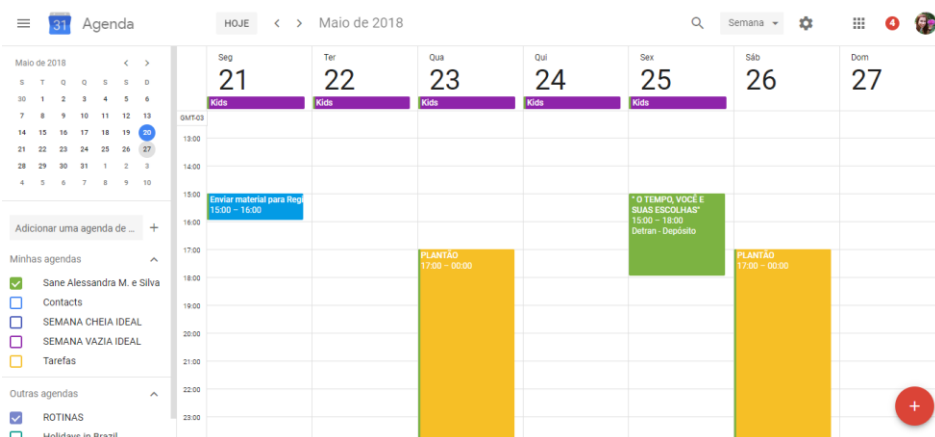 31 Agenda HOJE < > Maio de 2018 Semana 4
Maio de 2018 < >
S T Q Q S S D
30 1 2 3 4 5 6
7 8 9 10 11 12 13
14 15 16 17 18 19 20
21 22 23 24 25 26 27
28 29 30 31 1 2 3
4 5 6 7 8 9 10
Adicionar uma agenda de ... +
Minhas agendas
Sane Alessandra M. e Silva
Contacts
SEMANA CHEIA IDEAL
SEMANA VAZIA IDEAL
Tarefas
Outras agendas
ROTINAS
Holidays in Brazil
Seg Ter Qua Qui Sex Sáb Dom
21 22 23 24 25 26 27
Kids Kids Kids Kids Kids
GMT-03
13:00
14:00
15:00
16:00
17:00
18:00
19:00
20:00
21:00
22:00
23:00
Enviar material para Regi
15:00 – 16:00
PLANTÃO
17:00 – 00:00
" O TEMPO, VOCÊ E
SUAS ESCOLHAS"
15:00 – 18:00
Detran - Depósito
PLANTÃO
17:00 – 00:00
+